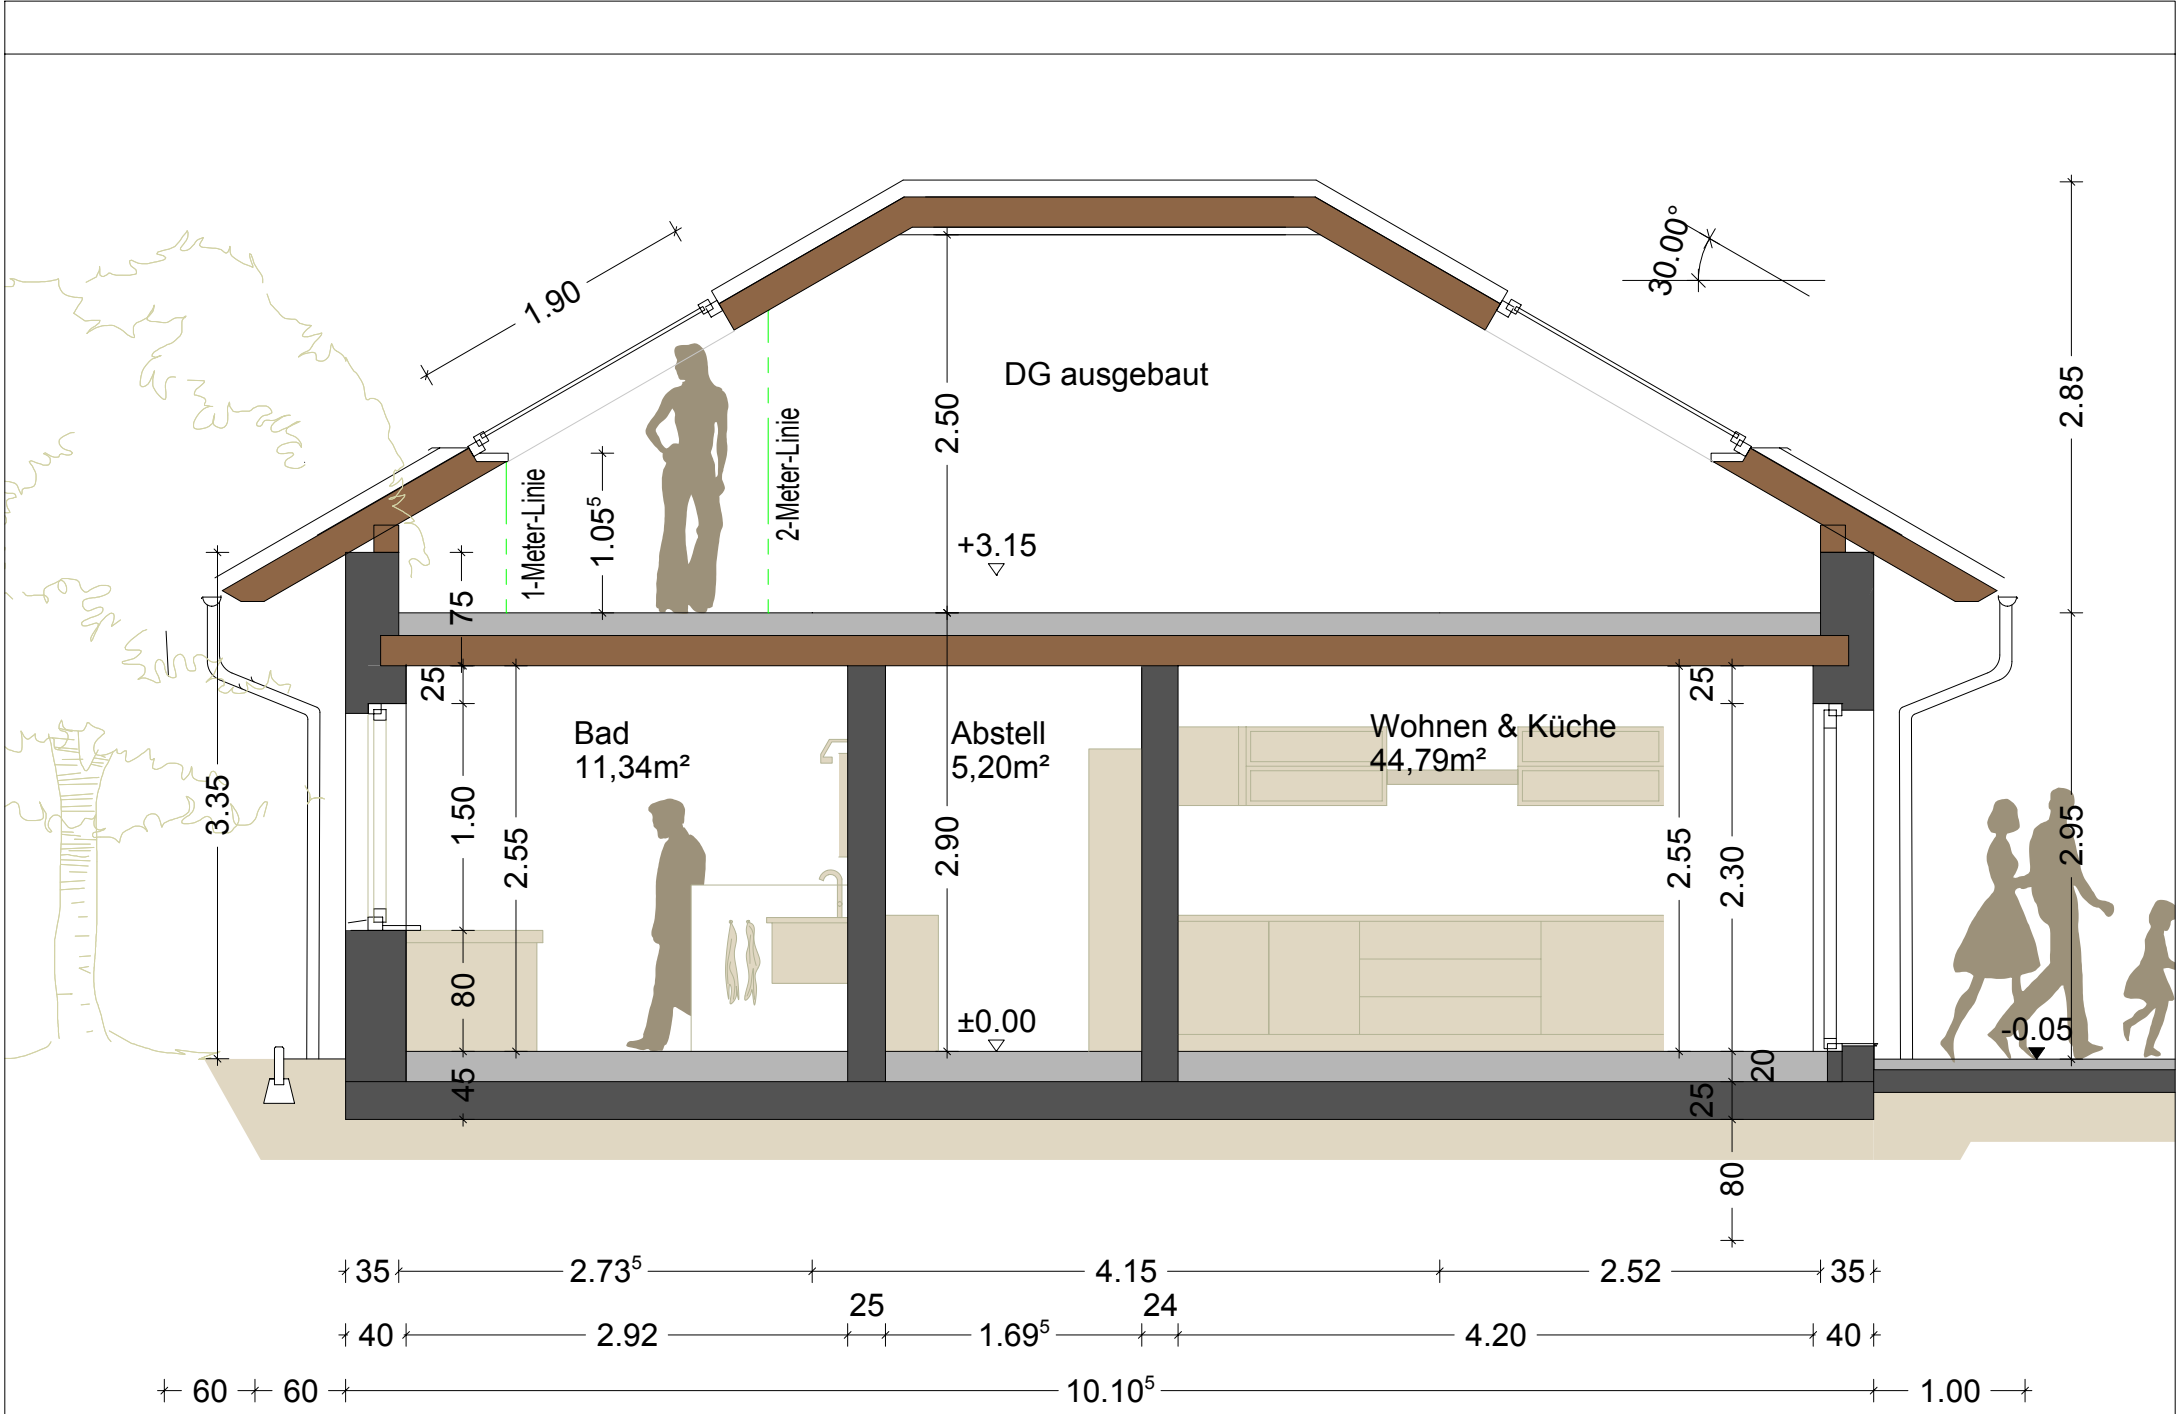 30.00°
1.90
DG ausgebaut
2.50
2.85
2-Meter-Linie
1-Meter-Linie
1.05⁵
+3.15
75
25
25
Bad
11,34m²
Abstell
5,20m²
Wohnen & Küche
44,79m²
3.35
1.50
2.55
2.90
2.55
2.30
2.95
80
±0.00
-0.05
45
20
25
80
35 2.73⁵ 4.15 2.52 35
25 24
40 2.92 1.69⁵ 4.20 40
60 60 10.10⁵ 1.00